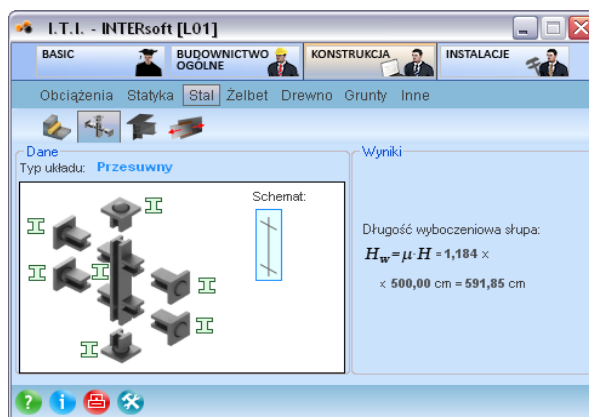 I.T.I. - INTERsoft [L01]
BASIC
BUDOWNICTWO
OGÓLNE
KONSTRUKCJA
INSTALACJE
Obciążenia Statyka Stal Żelbet Drewno Grunty Inne
Dane
Typ układu: Przesuwny
Schemat:
Wyniki
Długość wyboczeniowa słupa:
H_w = μ·H = 1,184 x
x 500,00 cm = 591,85 cm